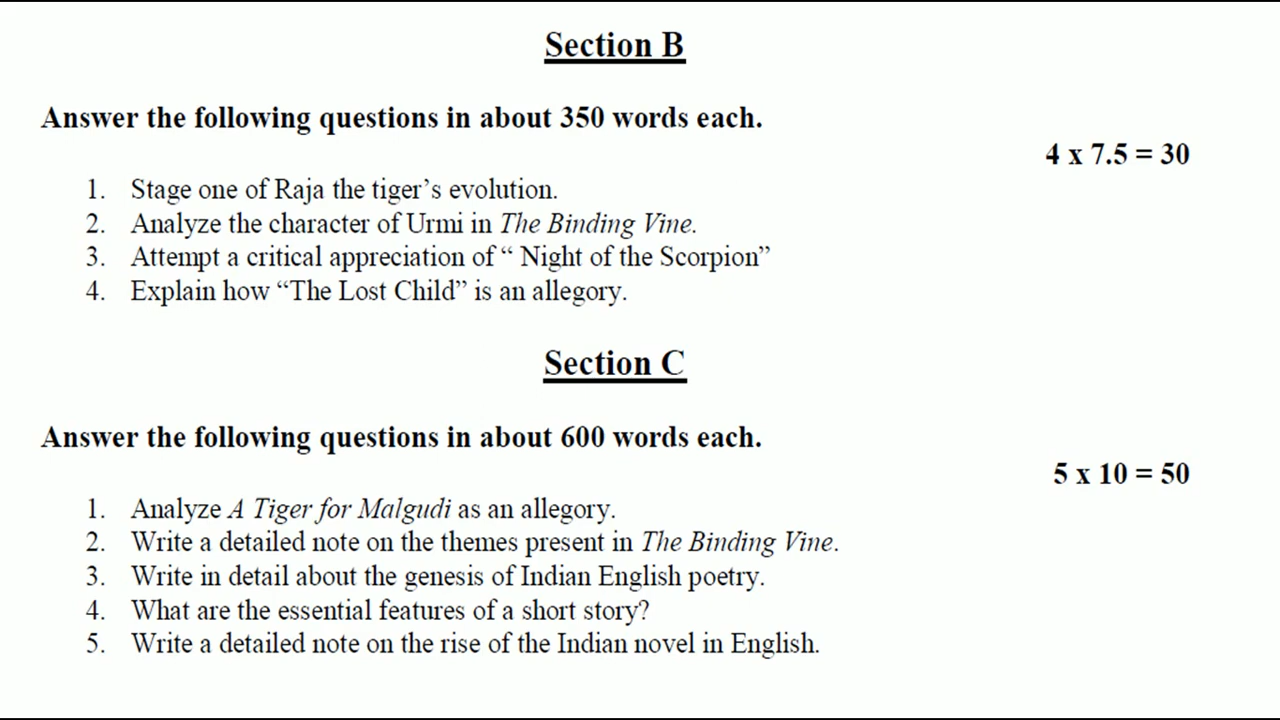 Section B
Answer the following questions in about 350 words each.
4 x 7.5 = 30
1. Stage one of Raja the tiger’s evolution.
2. Analyze the character of Urmi in The Binding Vine.
3. Attempt a critical appreciation of “ Night of the Scorpion”
4. Explain how “The Lost Child” is an allegory.
Section C
Answer the following questions in about 600 words each.
5 x 10 = 50
1. Analyze A Tiger for Malgudi as an allegory.
2. Write a detailed note on the themes present in The Binding Vine.
3. Write in detail about the genesis of Indian English poetry.
4. What are the essential features of a short story?
5. Write a detailed note on the rise of the Indian novel in English.